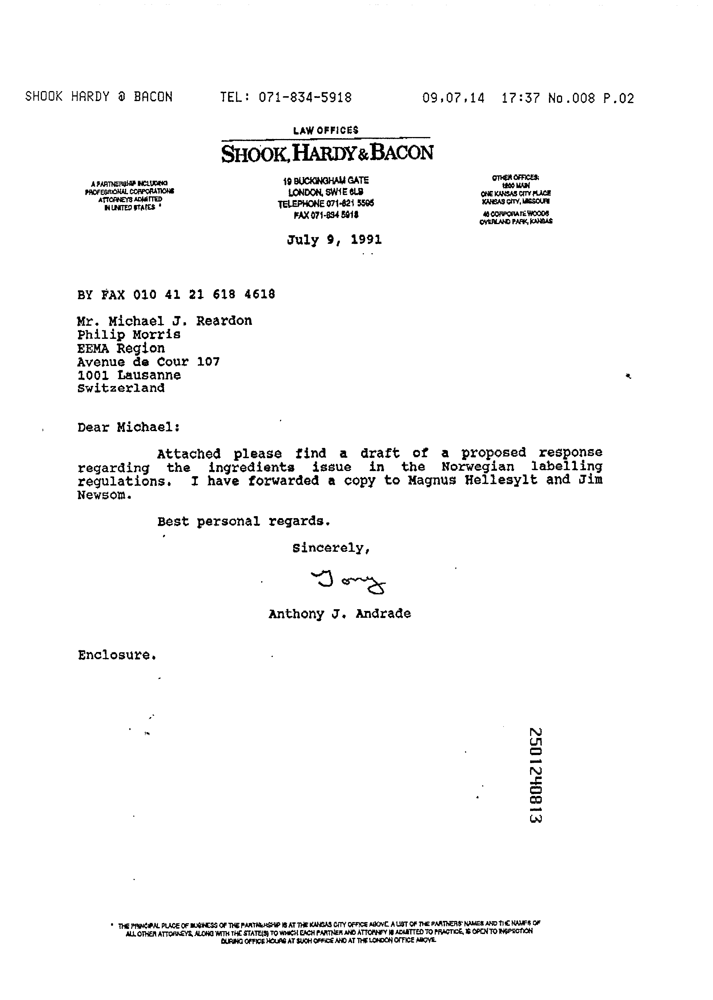 SHOOK HARDY @ BACON TEL: 071-834-5918 09,07,14 17:37 No.008 P.02
LAW OFFICES
SHOOK, HARDY & BACON
A PARTNERSHIP INCLUDING
PROFESSIONAL CORPORATIONS
ATTORNEYS ADMITTED
IN UNITED STATES *
19 BUCKINGHAM GATE
LONDON, SW1E 6LB
TELEPHONE 071-821 5595
FAX 071-834 5918
OTHER OFFICES:
1200 MAIN
ONE KANSAS CITY PLACE
KANSAS CITY, MISSOURI
40 CORPORATE WOODS
OVERLAND PARK, KANSAS
July 9, 1991
BY FAX 010 41 21 618 4618
Mr. Michael J. Reardon
Philip Morris
EEMA Region
Avenue de Cour 107
1001 Lausanne
Switzerland
Dear Michael:
Attached please find a draft of a proposed response
regarding the ingredients issue in the Norwegian labelling
regulations. I have forwarded a copy to Magnus Hellesylt and Jim
Newsom.
Best personal regards.
Sincerely,
Tony
Anthony J. Andrade
Enclosure.
2501240813
* THE PRINCIPAL PLACE OF BUSINESS OF THE PARTNERSHIP IS AT THE KANSAS CITY OFFICE ABOVE. A LIST OF THE PARTNERS' NAMES AND THE NAMES OF
ALL OTHER ATTORNEYS, ALONG WITH THE STATE(S) TO WHICH EACH PARTNER AND ATTORNEY IS ADMITTED TO PRACTICE, IS OPEN TO INSPECTION
DURING OFFICE HOURS AT SUCH OFFICE AND AT THE LONDON OFFICE ABOVE.